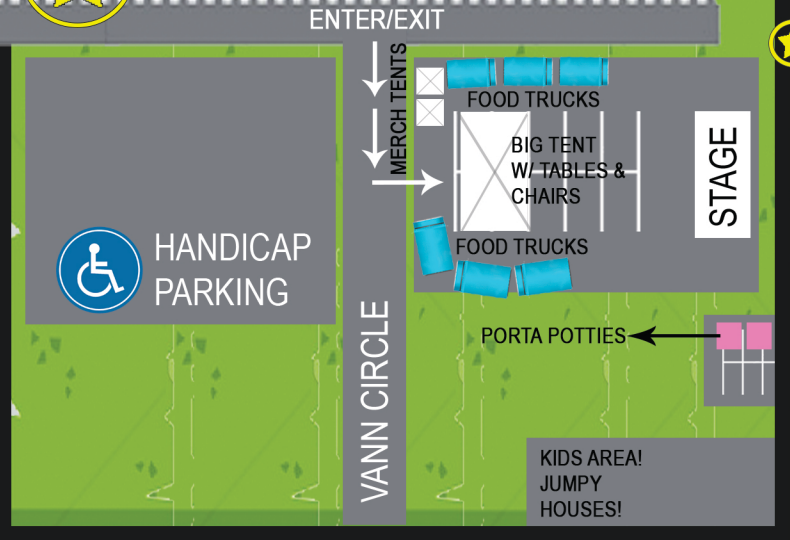 ENTER/EXIT
MERCH TENTS
FOOD TRUCKS
BIG TENT
W/ TABLES &
CHAIRS
STAGE
FOOD TRUCKS
HANDICAP
PARKING
VANN CIRCLE
PORTA POTTIES
KIDS AREA!
JUMPY
HOUSES!